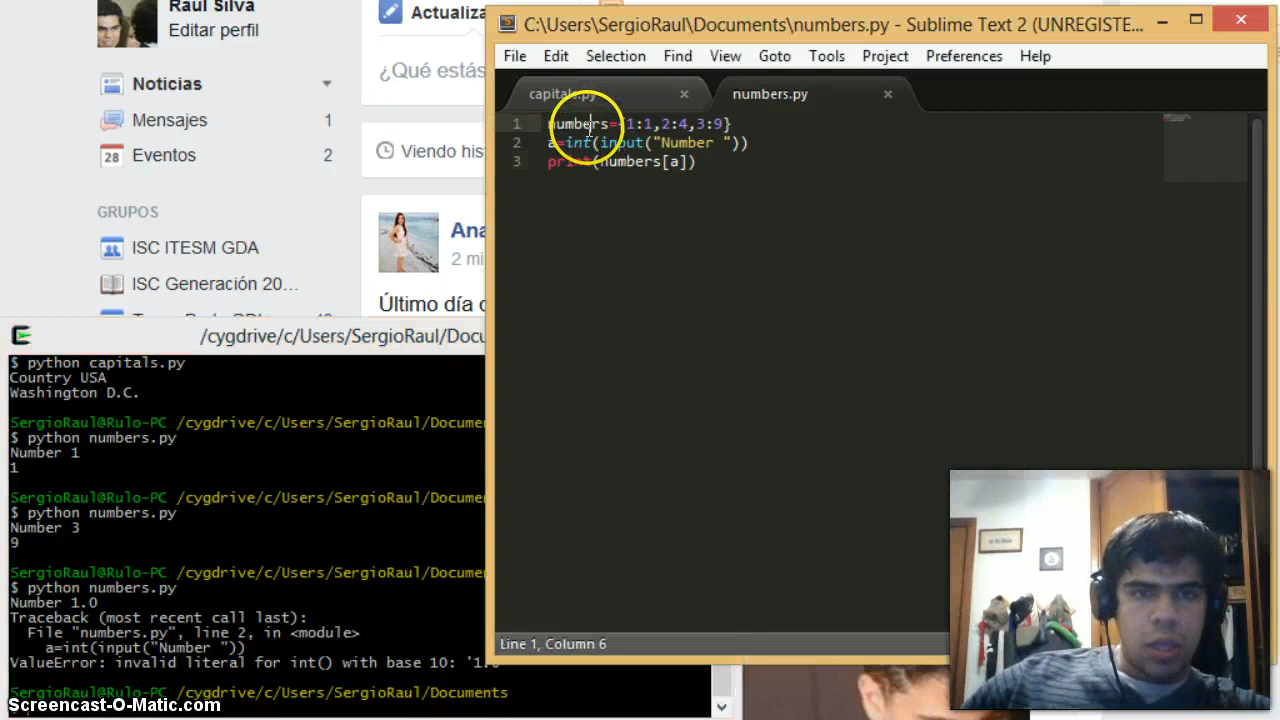 Raul Silva
Editar perfil
Noticias
Mensajes 1
Eventos 2
GRUPOS
ISC ITESM GDA
ISC Generación 20...
Actualiza
¿Qué estás
Viendo
Ana
2 mi
Último día
C:\Users\SergioRaul\Documents\numbers.py - Sublime Text 2 (UNREGISTE...
File Edit Selection Find View Goto Tools Project Preferences Help
capitals.py
numbers.py
1 numbers={1:1,2:4,3:9}
2 a=int(input("Number "))
3 print(numbers[a])
Line 1, Column 6
/cygdrive/c/Users/SergioRaul/Docu
$ python capitals.py
Country USA
Washington D.C.
SergioRaul@Rulo-PC /cygdrive/c/Users/SergioRaul/Documen
$ python numbers.py
Number 1
1
SergioRaul@Rulo-PC /cygdrive/c/Users/SergioRaul/Documen
$ python numbers.py
Number 3
9
SergioRaul@Rulo-PC /cygdrive/c/Users/SergioRaul/Documen
$ python numbers.py
Number 1.0
Traceback (most recent call last):
File "numbers.py", line 2, in <module>
a=int(input("Number "))
ValueError: invalid literal for int() with base 10: '1.0
SergioRaul@Rulo-PC /cygdrive/c/Users/SergioRaul/Documents
Screencast-O-Matic.com